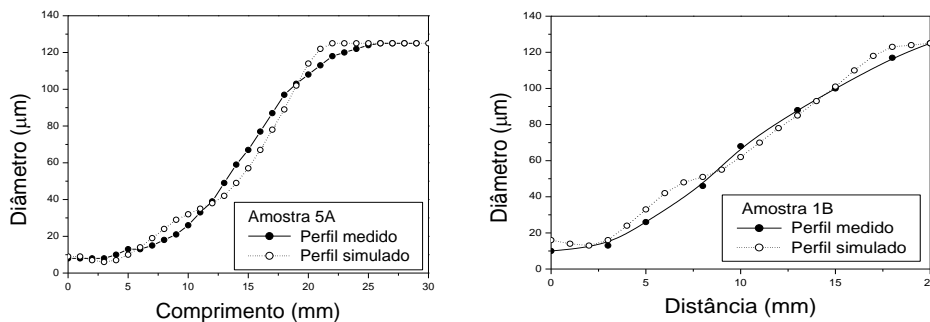 140
120
100
80
60
40
20
0
Diâmetro (μm)
0 5 10 15 20 25 30
Comprimento (mm)
Amostra 5A
Perfil medido
Perfil simulado
140
120
100
80
60
40
20
0
Diâmetro (μm)
0 5 10 15 20
Distância (mm)
Amostra 1B
Perfil medido
Perfil simulado